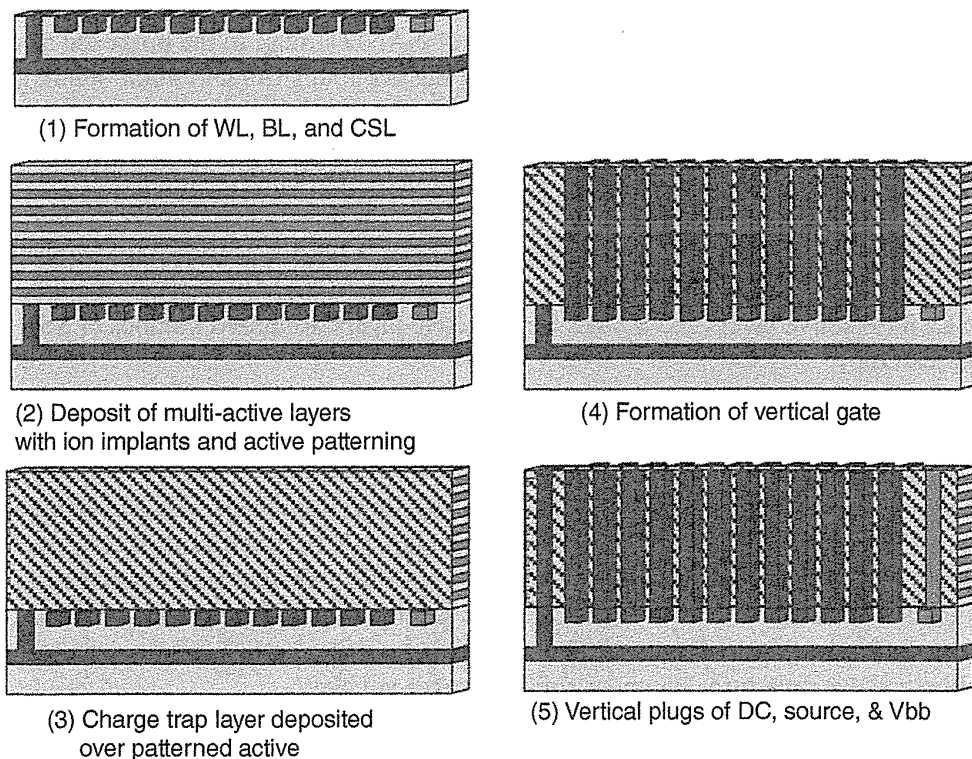 (1) Formation of WL, BL, and CSL
(2) Deposit of multi-active layers
with ion implants and active patterning
(3) Charge trap layer deposited
over patterned active
(4) Formation of vertical gate
(5) Vertical plugs of DC, source, & Vbb